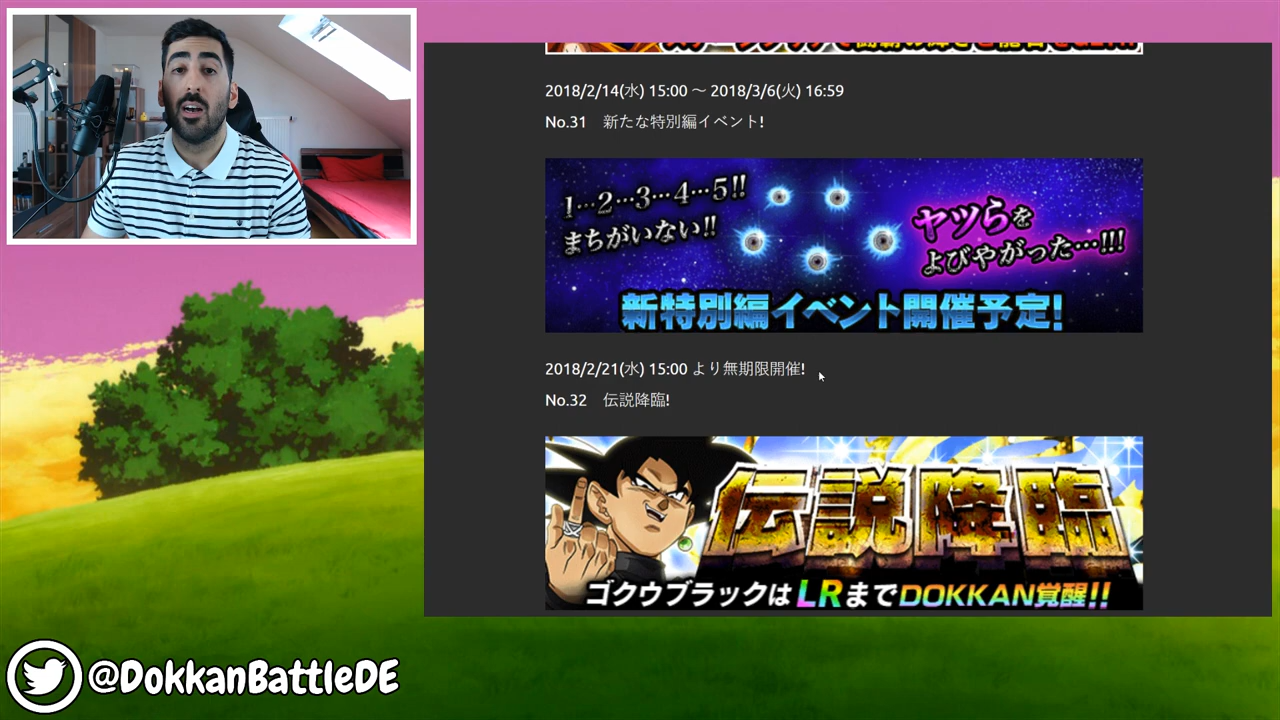 2018/2/14(水) 15:00 ～ 2018/3/6(火) 16:59
No.31　新たな特別編イベント!
1…2…3…4…5!!
まちがいない!!
ヤツらを
よびやがった…!!!
新特別編イベント開催予定!
2018/2/21(水) 15:00 より無期限開催!
No.32　伝説降臨!
伝説降臨
ゴクウブラックはLRまでDOKKAN覚醒!!
@DokkanBattleDE